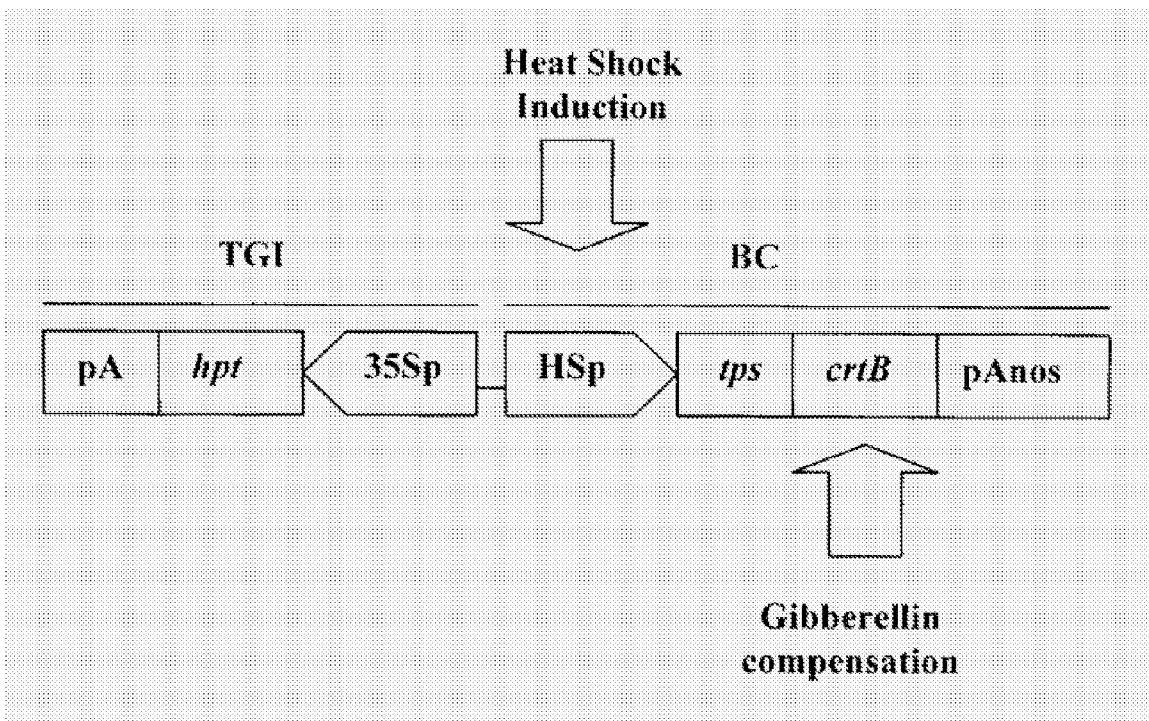 Heat Shock
Induction
TGI BC
pA hpt 35Sp HSp tps crtB pAnos
Gibberellin
compensation